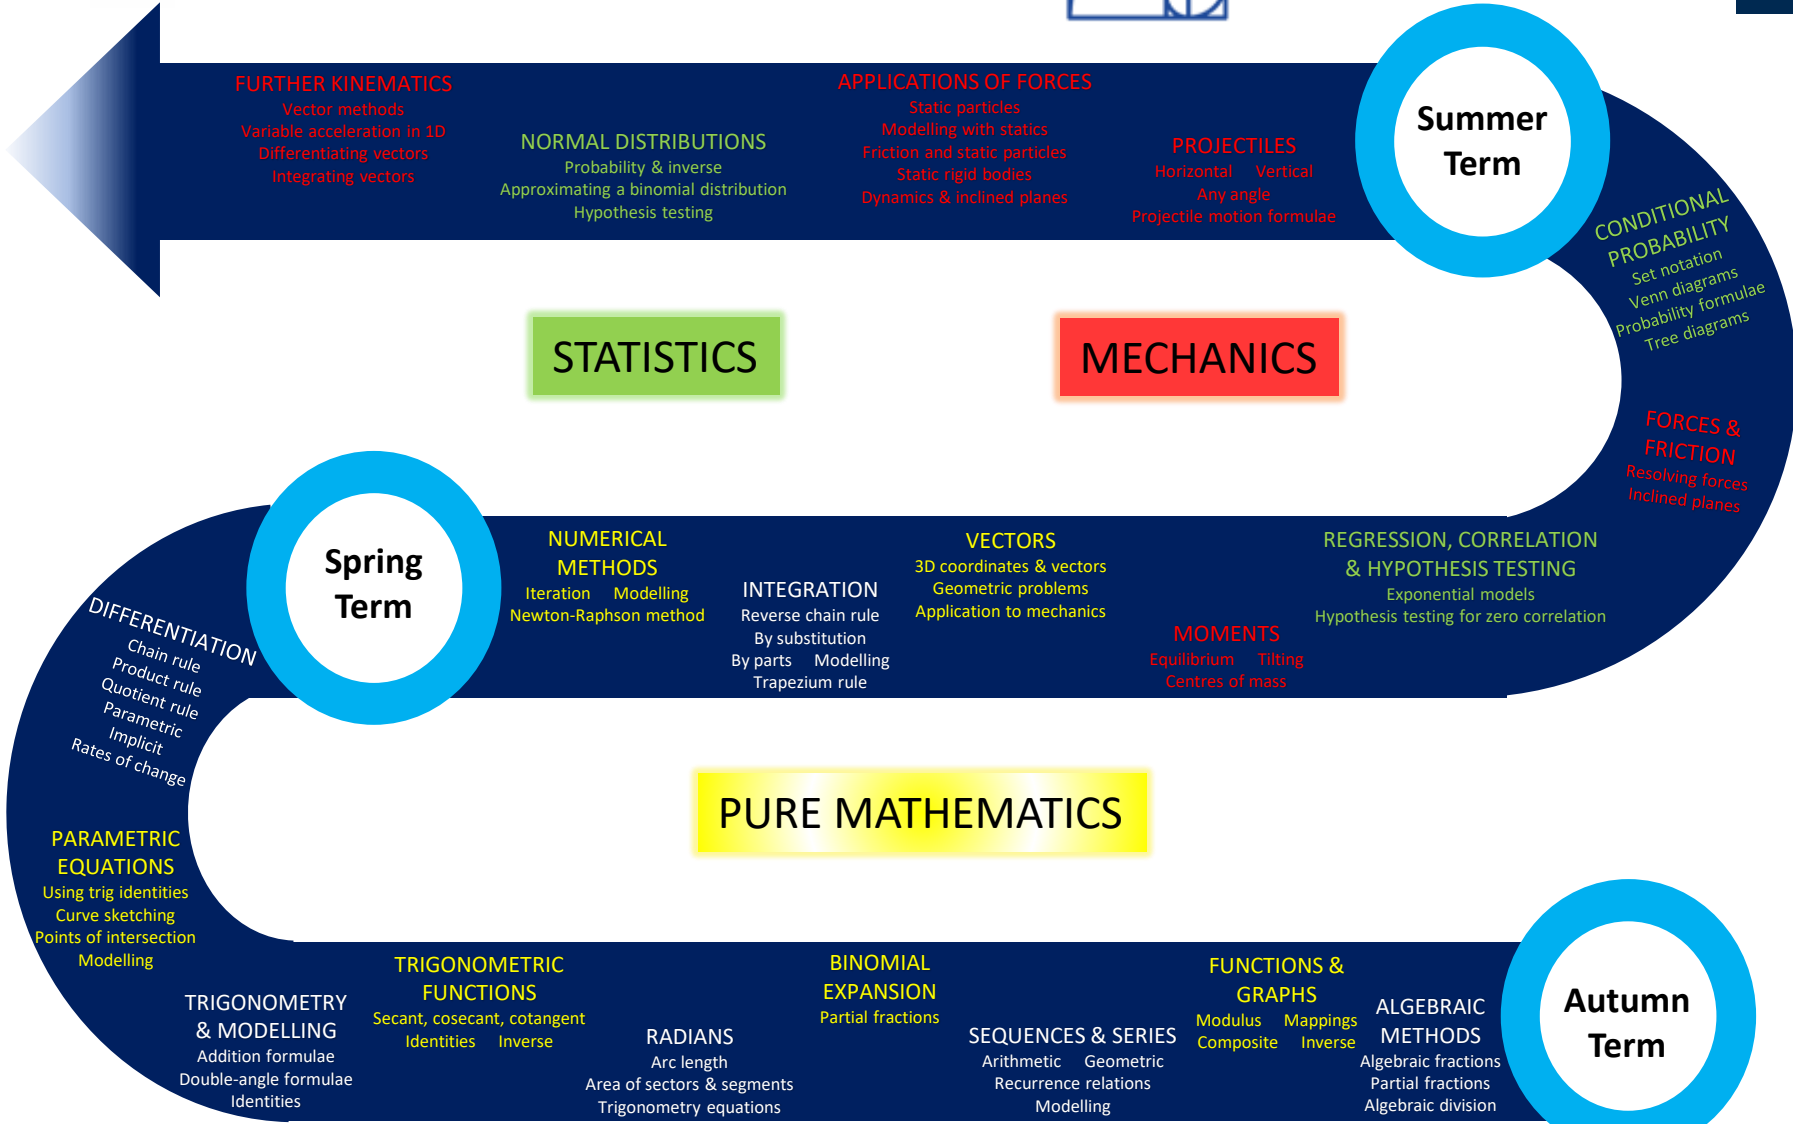 FURTHER KINEMATICS
Vector methods
Variable acceleration in 1D
Differentiating vectors
Integrating vectors
NORMAL DISTRIBUTIONS
Probability & inverse
Approximating a binomial distribution
Hypothesis testing
APPLICATIONS OF FORCES
Static particles
Modelling with statics
Friction and static particles
Static rigid bodies
Dynamics & inclined planes
PROJECTILES
Horizontal Vertical
Any angle
Projectile motion formulae
Summer
Term
CONDITIONAL
PROBABILITY
Set notation
Venn diagrams
Probability formulae
Tree diagrams
STATISTICS
MECHANICS
FORCES &
FRICTION
Resolving forces
Inclined planes
Spring
Term
NUMERICAL
METHODS
Iteration Modelling
Newton-Raphson method
INTEGRATION
Reverse chain rule
By substitution
By parts Modelling
Trapezium rule
VECTORS
3D coordinates & vectors
Geometric problems
Application to mechanics
MOMENTS
Equilibrium Tilting
Centres of mass
REGRESSION, CORRELATION
& HYPOTHESIS TESTING
Exponential models
Hypothesis testing for zero correlation
DIFFERENTIATION
Chain rule
Product rule
Quotient rule
Parametric
Implicit
Rates of change
PURE MATHEMATICS
PARAMETRIC
EQUATIONS
Using trig identities
Curve sketching
Points of intersection
Modelling
TRIGONOMETRY
& MODELLING
Addition formulae
Double-angle formulae
Identities
TRIGONOMETRIC
FUNCTIONS
Secant, cosecant, cotangent
Identities Inverse
RADIANS
Arc length
Area of sectors & segments
Trigonometry equations
BINOMIAL
EXPANSION
Partial fractions
SEQUENCES & SERIES
Arithmetic Geometric
Recurrence relations
Modelling
FUNCTIONS &
GRAPHS
Modulus Mappings
Composite Inverse
ALGEBRAIC
METHODS
Algebraic fractions
Partial fractions
Algebraic division
Autumn
Term